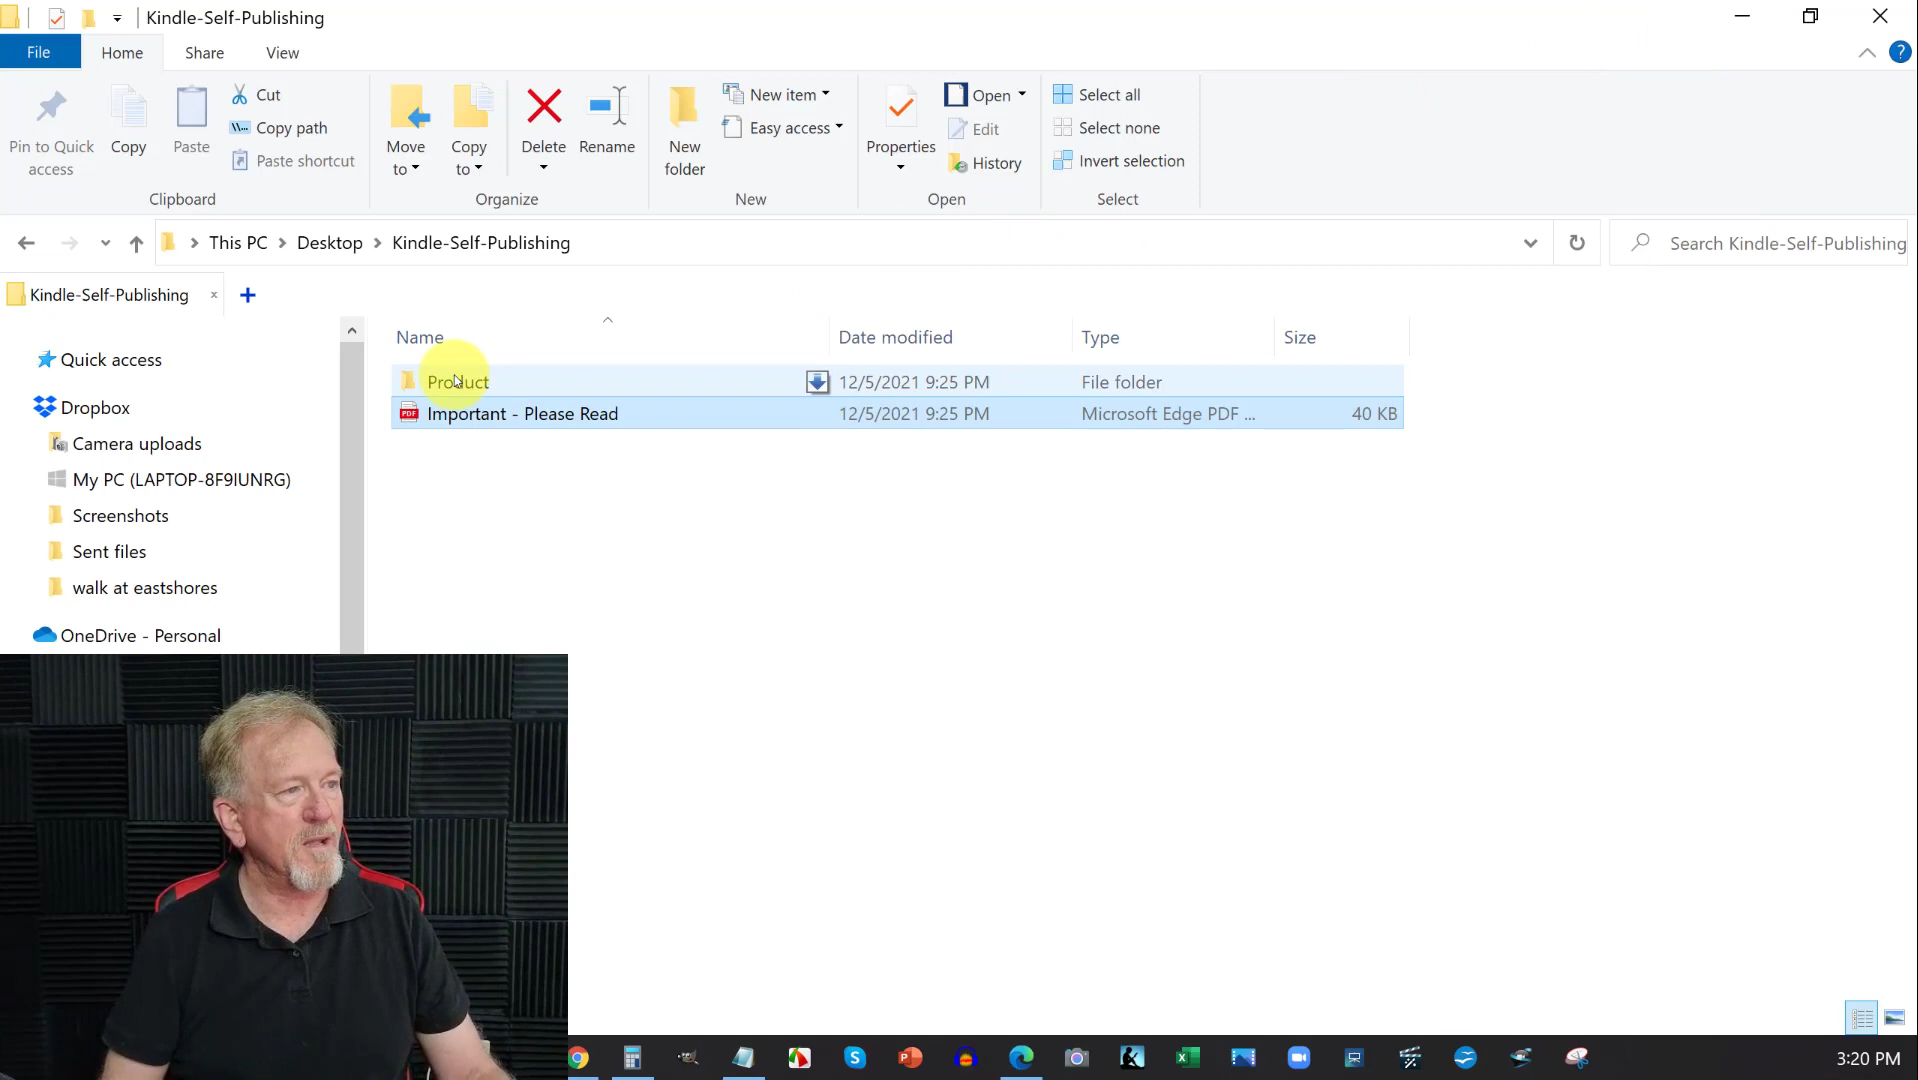 Kindle-Self-Publishing
File Home Share View
?
Pin to Quick access
Copy
Paste
Cut
Copy path
Paste shortcut
Move to
Copy to
Delete
Rename
New folder
New item
Easy access
Properties
Open
Edit
History
Select all
Select none
Invert selection
Clipboard Organize New Open Select
This PC > Desktop > Kindle-Self-Publishing
Search Kindle-Self-Publishing
Kindle-Self-Publishing x +
Name Date modified Type Size
Product 12/5/2021 9:25 PM File folder
PDF Important - Please Read 12/5/2021 9:25 PM Microsoft Edge PDF ... 40 KB
Quick access
Dropbox
Camera uploads
My PC (LAPTOP-8F9IUNRG)
Screenshots
Sent files
walk at eastshores
OneDrive - Personal
3:20 PM